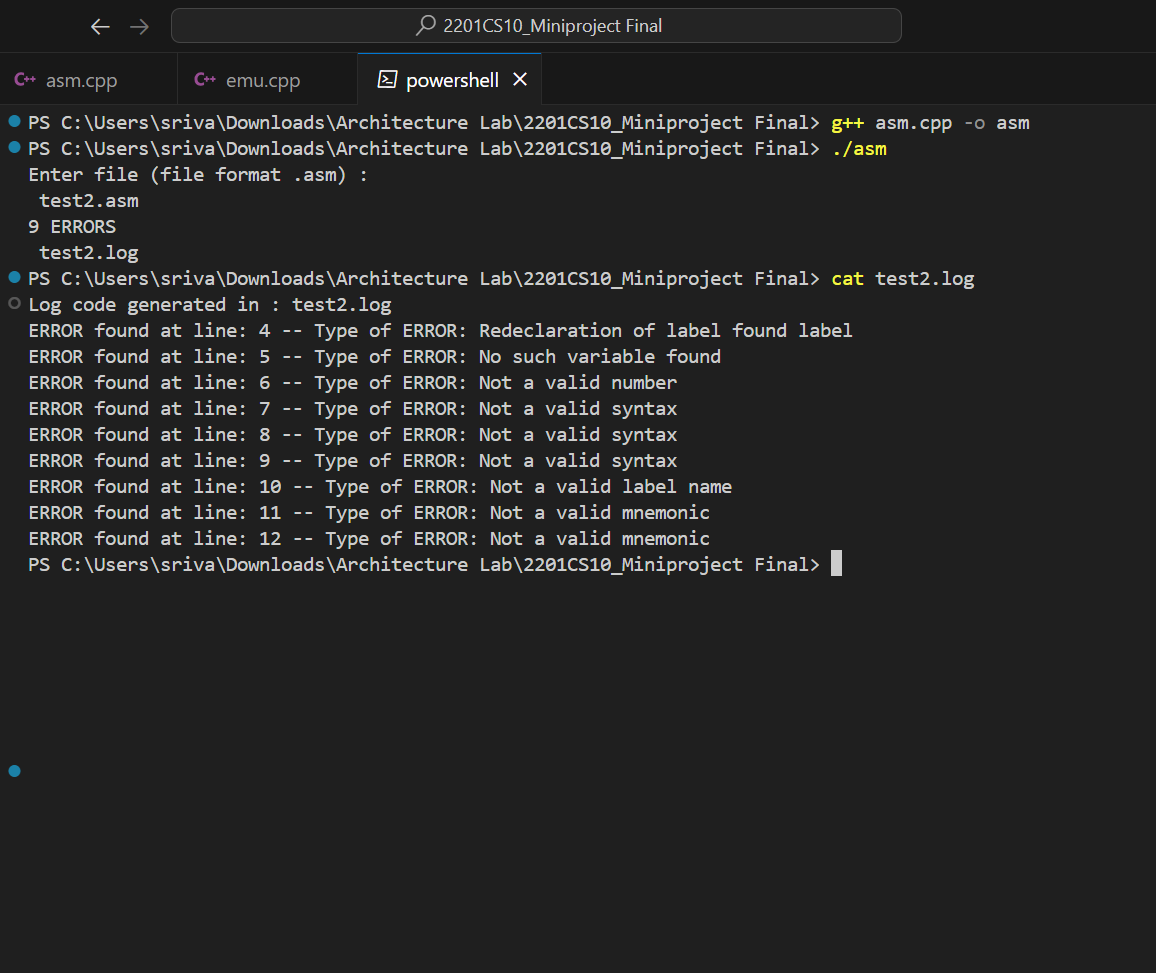 2201CS10_Miniproject Final
C++ asm.cpp C++ emu.cpp powershell
PS C:\Users\sriva\Downloads\Architecture Lab\2201CS10_Miniproject Final> g++ asm.cpp -o asm
PS C:\Users\sriva\Downloads\Architecture Lab\2201CS10_Miniproject Final> ./asm
Enter file (file format .asm) :
test2.asm
9 ERRORS
test2.log
PS C:\Users\sriva\Downloads\Architecture Lab\2201CS10_Miniproject Final> cat test2.log
Log code generated in : test2.log
ERROR found at line: 4 -- Type of ERROR: Redeclaration of label found label
ERROR found at line: 5 -- Type of ERROR: No such variable found
ERROR found at line: 6 -- Type of ERROR: Not a valid number
ERROR found at line: 7 -- Type of ERROR: Not a valid syntax
ERROR found at line: 8 -- Type of ERROR: Not a valid syntax
ERROR found at line: 9 -- Type of ERROR: Not a valid syntax
ERROR found at line: 10 -- Type of ERROR: Not a valid label name
ERROR found at line: 11 -- Type of ERROR: Not a valid mnemonic
ERROR found at line: 12 -- Type of ERROR: Not a valid mnemonic
PS C:\Users\sriva\Downloads\Architecture Lab\2201CS10_Miniproject Final>